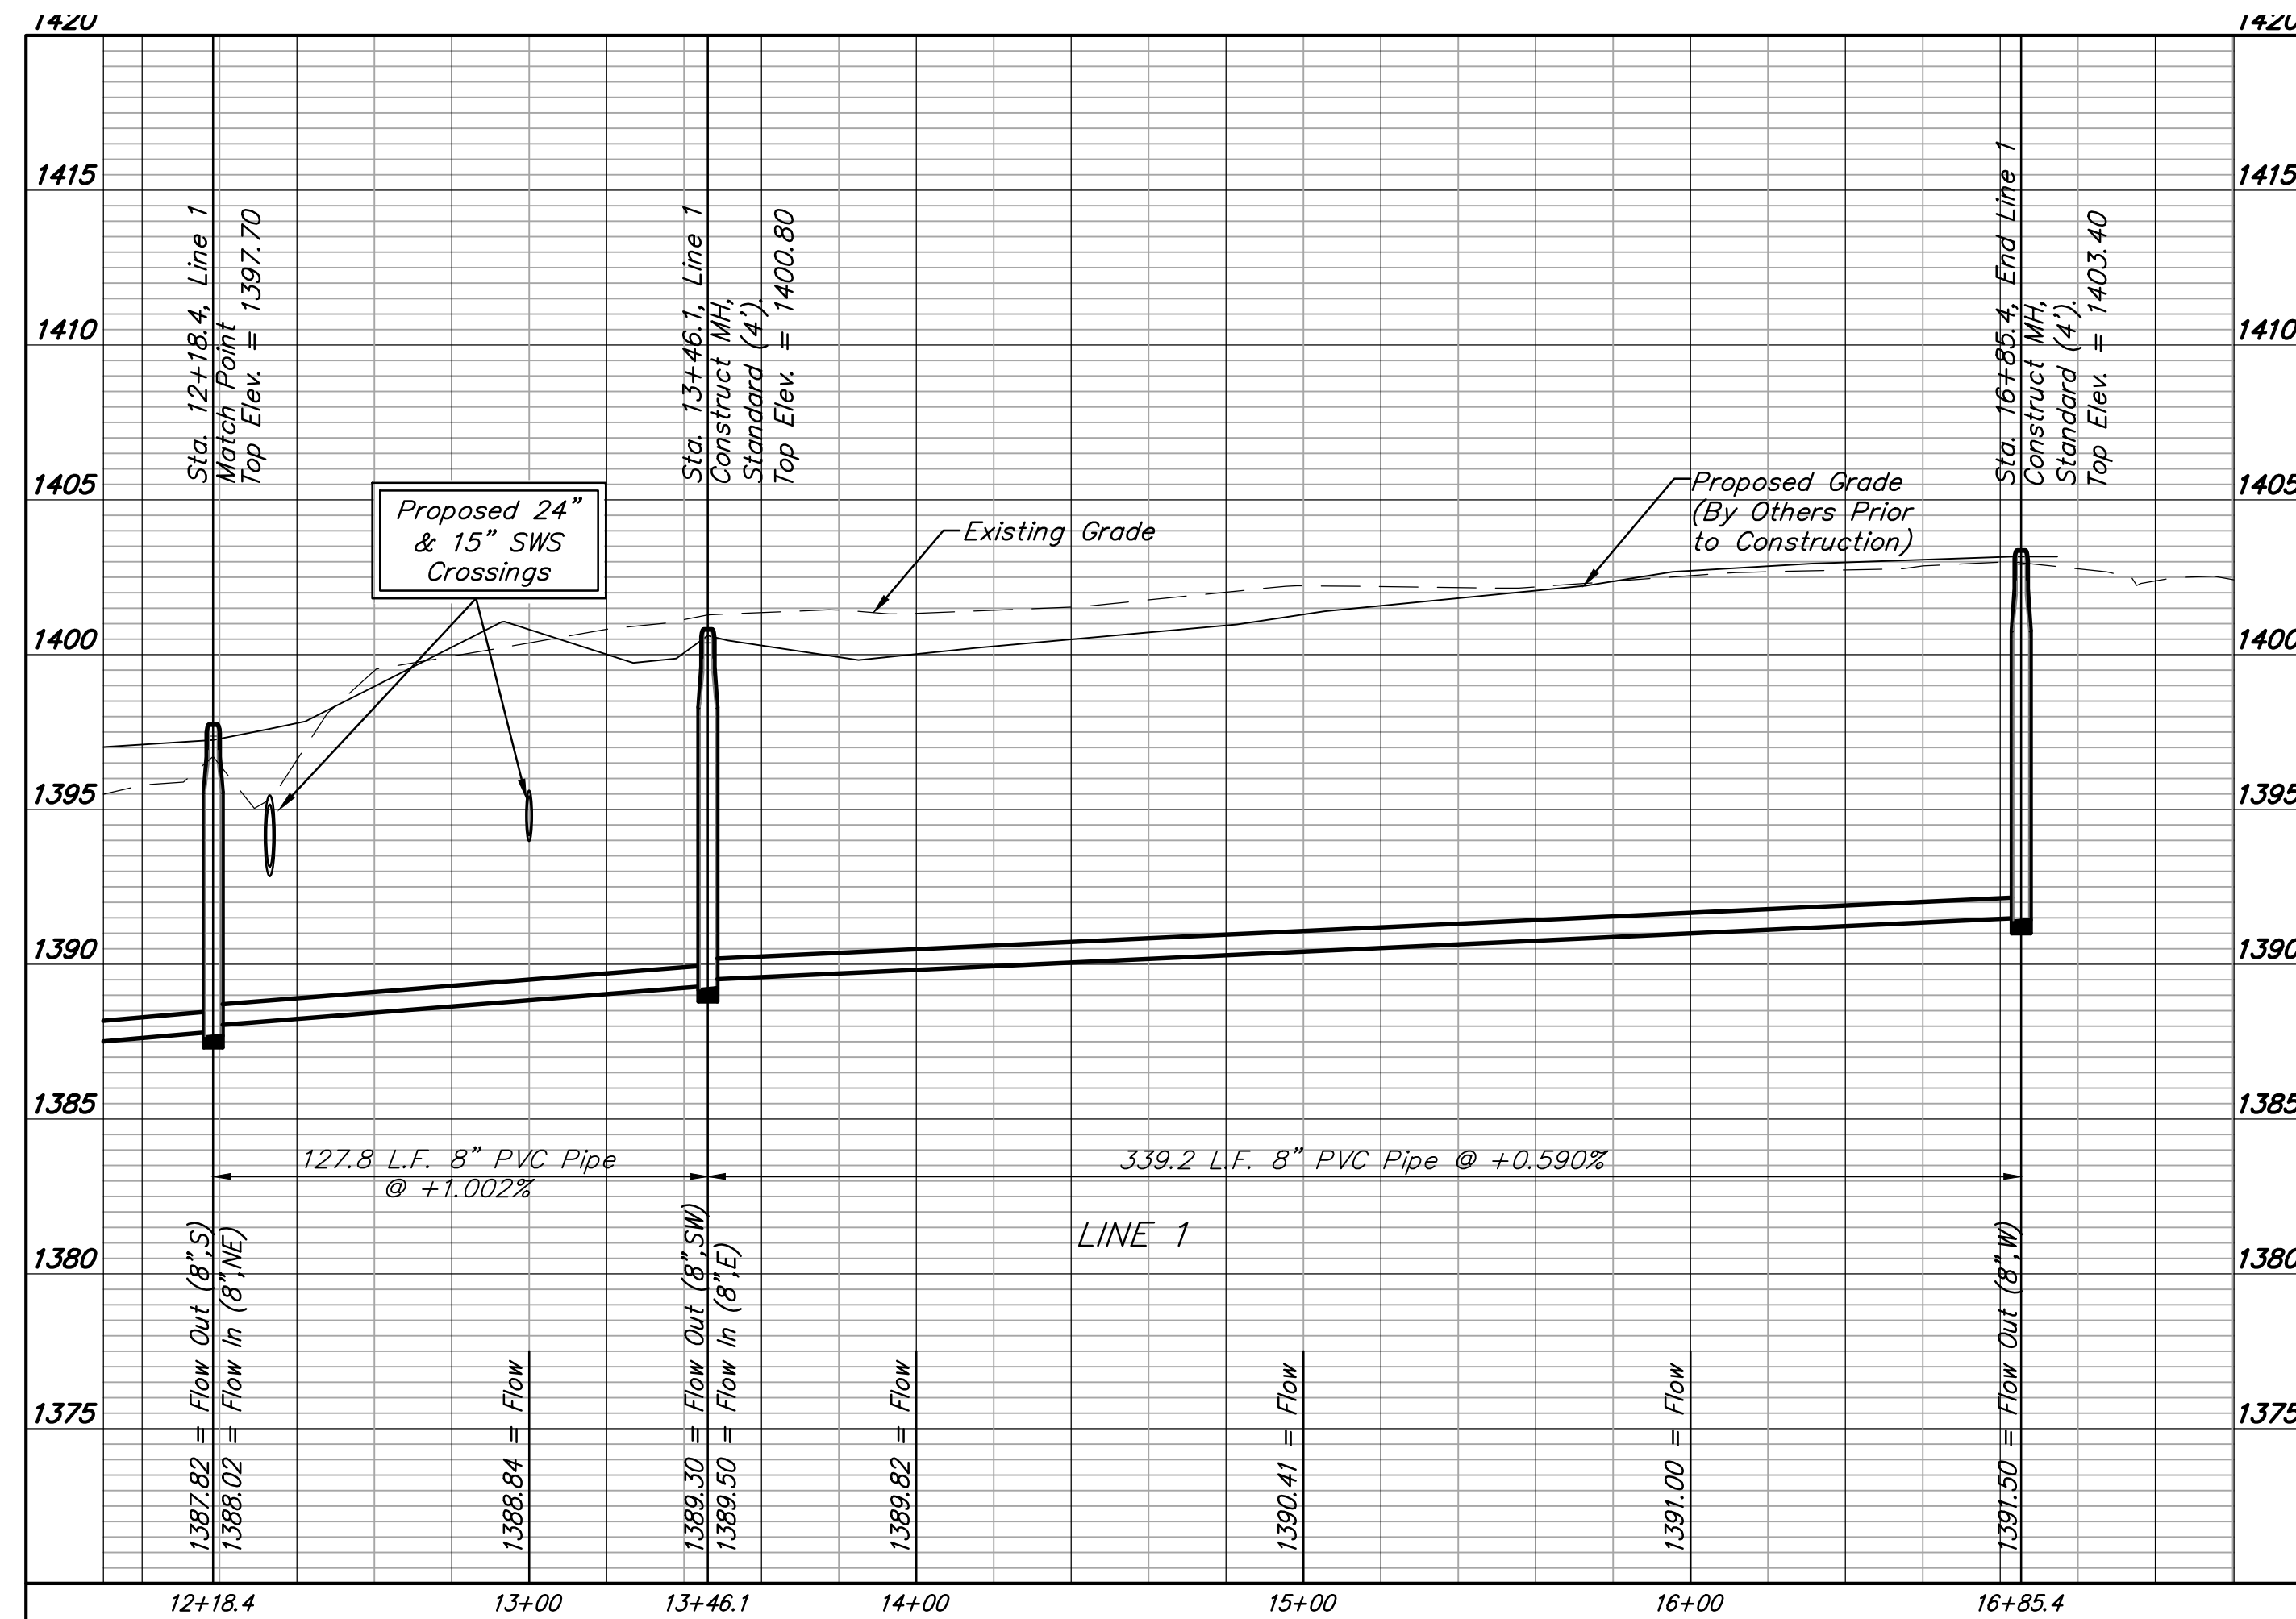 1420
1420
1415
1415
1410
1410
1405
1405
1400
1400
1395
1395
1390
1390
1385
1385
1380
1380
1375
1375
Sta. 12+18.4, Line 1
Match Point
Top Elev. = 1397.70
Sta. 13+46.1, Line 1
Construct MH,
Standard (4').
Top Elev. = 1400.80
Sta. 16+85.4, End Line 1
Construct MH,
Standard (4').
Top Elev. = 1403.40
Proposed 24"
& 15" SWS
Crossings
Existing Grade
Proposed Grade
(By Others Prior
to Construction)
127.8 L.F. 8" PVC Pipe
@ +1.002%
339.2 L.F. 8" PVC Pipe @ +0.590%
LINE 1
1387.82 = Flow Out (8",S)
1388.02 = Flow In (8",NE)
1388.84 = Flow
1389.30 = Flow Out (8",SW)
1389.50 = Flow In (8",E)
1389.82 = Flow
1390.41 = Flow
1391.00 = Flow
1391.50 = Flow Out (8",W)
12+18.4
13+00
13+46.1
14+00
15+00
16+00
16+85.4